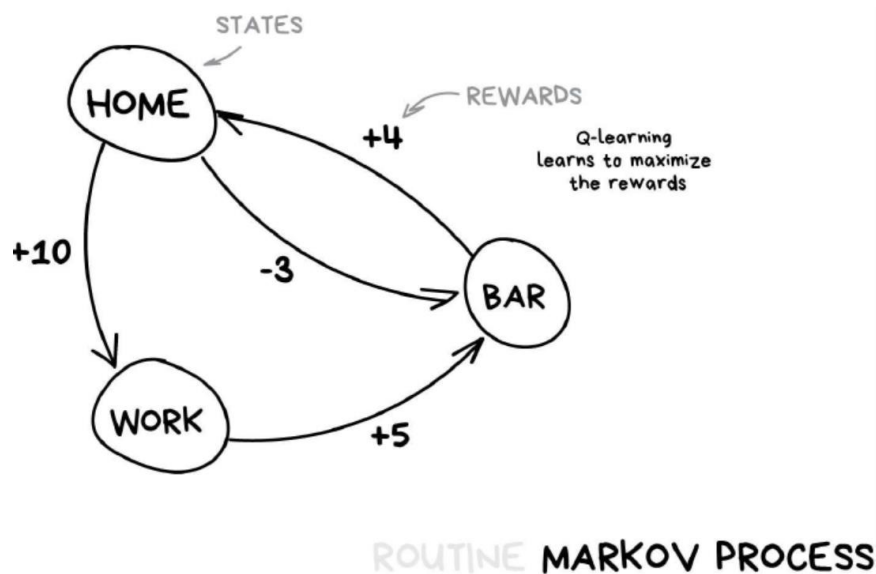 STATES
HOME
REWARDS
+4
Q-learning
learns to maximize
the rewards
+10
-3
BAR
WORK
+5
ROUTINE MARKOV PROCESS